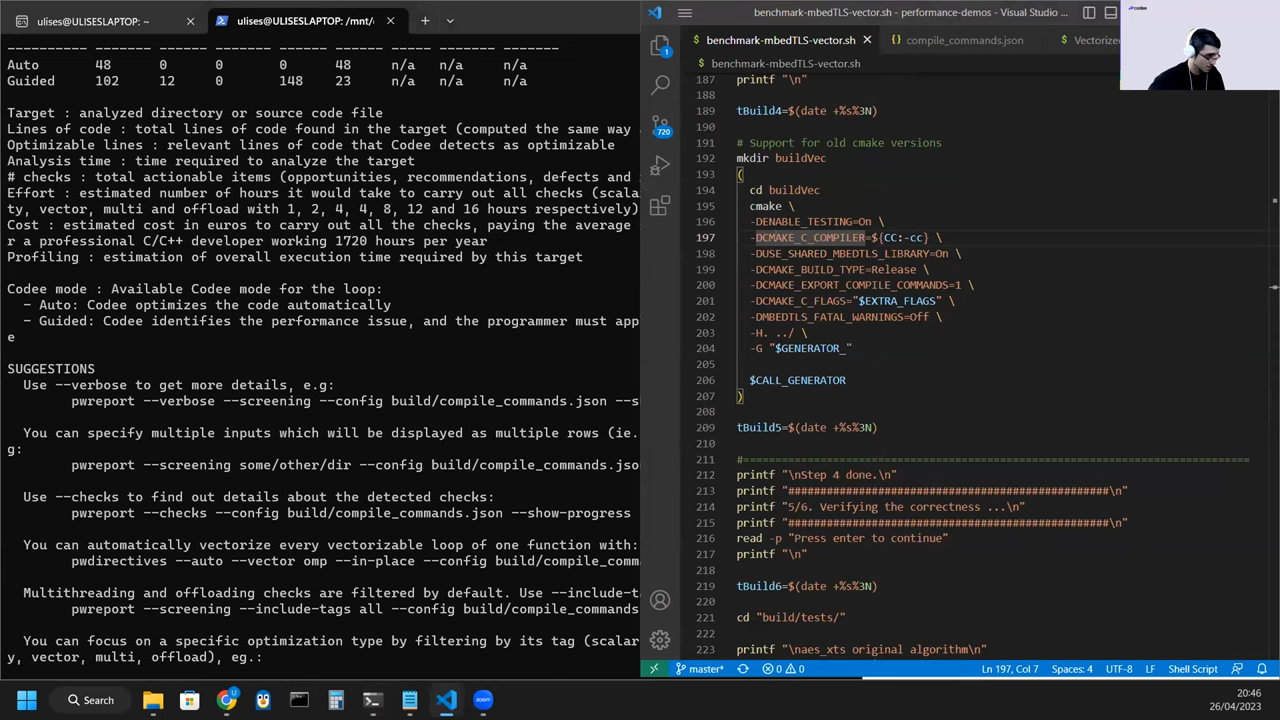 ulises@ULISESLAPTOP: ~
ulises@ULISESLAPTOP: /mnt/
Auto 48 0 0 0 48 n/a n/a n/a n/a
Guided 102 12 0 148 23 n/a n/a n/a n/a
Target : analyzed directory or source code file
Lines of code : total lines of code found in the target (computed the same way
Optimizable lines : relevant lines of code that Codee detects as optimizable
Analysis time : time required to analyze the target
# checks : total actionable items (opportunities, recommendations, defects and
Effort : estimated number of hours it would take to carry out all checks (scala
ty, vector, multi and offload with 1, 2, 4, 4, 8, 12 and 16 hours respectively)
Cost : estimated cost in euros to carry out all the checks, paying the average
r a professional C/C++ developer working 1720 hours per year
Profiling : estimation of overall execution time required by this target
Codee mode : Available Codee mode for the loop:
- Auto: Codee optimizes the code automatically
- Guided: Codee identifies the performance issue, and the programmer must app
e
SUGGESTIONS
Use --verbose to get more details, e.g:
pwreport --verbose --screening --config build/compile_commands.json --s
You can specify multiple inputs which will be displayed as multiple rows (ie.
g:
pwreport --screening some/other/dir --config build/compile_commands.jso
Use --checks to find out details about the detected checks:
pwreport --checks --config build/compile_commands.json --show-progress
You can automatically vectorize every vectorizable loop of one function with:
pwdirectives --auto --vector omp --in-place --config build/compile_comm
Multithreading and offloading checks are filtered by default. Use --include-ta
pwreport --screening --include-tags all --config build/compile_commands
You can focus on a specific optimization type by filtering by its tag (scalar
y, vector, multi, offload), eg.:
benchmark-mbedTLS-vector.sh - performance-demos - Visual Studio ...
benchmark-mbedTLS-vector.sh
compile_commands.json
Vectorized
benchmark-mbedTLS-vector.sh
187 printf "\n"
188
189 tBuild4=$(date +%s%3N)
190
191 # Support for old cmake versions
192 mkdir buildVec
193 (
194 cd buildVec
195 cmake \
196 -DENABLE_TESTING=On \
197 -DCMAKE_C_COMPILER=${CC:-cc} \
198 -DUSE_SHARED_MBEDTLS_LIBRARY=On \
199 -DCMAKE_BUILD_TYPE=Release \
200 -DCMAKE_EXPORT_COMPILE_COMMANDS=1 \
201 -DCMAKE_C_FLAGS="$EXTRA_FLAGS" \
202 -DMBEDTLS_FATAL_WARNINGS=Off \
203 -H. ../ \
204 -G "$GENERATOR_"
205
206 $CALL_GENERATOR
207 )
208
209 tBuild5=$(date +%s%3N)
210
211 #================================================================================
212 printf "\nStep 4 done.\n"
213 printf "##################################################\n"
214 printf "5/6. Verifying the correctness ...\n"
215 printf "##################################################\n"
216 read -p "Press enter to continue"
217 printf "\n"
218
219 tBuild6=$(date +%s%3N)
220
221 cd "build/tests/"
222
223 printf "\naes_xts original algorithm\n"
1
720
codee
master*
0 0
Ln 197, Col 7
Spaces: 4
UTF-8
LF
Shell Script
Search
20:46
26/04/2023